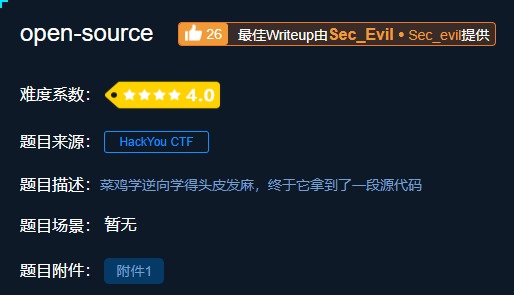 open-source 26 最佳Writeup由Sec_Evil • Sec_evil提供
难度系数： 4.0
题目来源： HackYou CTF
题目描述：菜鸡学逆向学得头皮发麻，终于它拿到了一段源代码
题目场景： 暂无
题目附件： 附件1